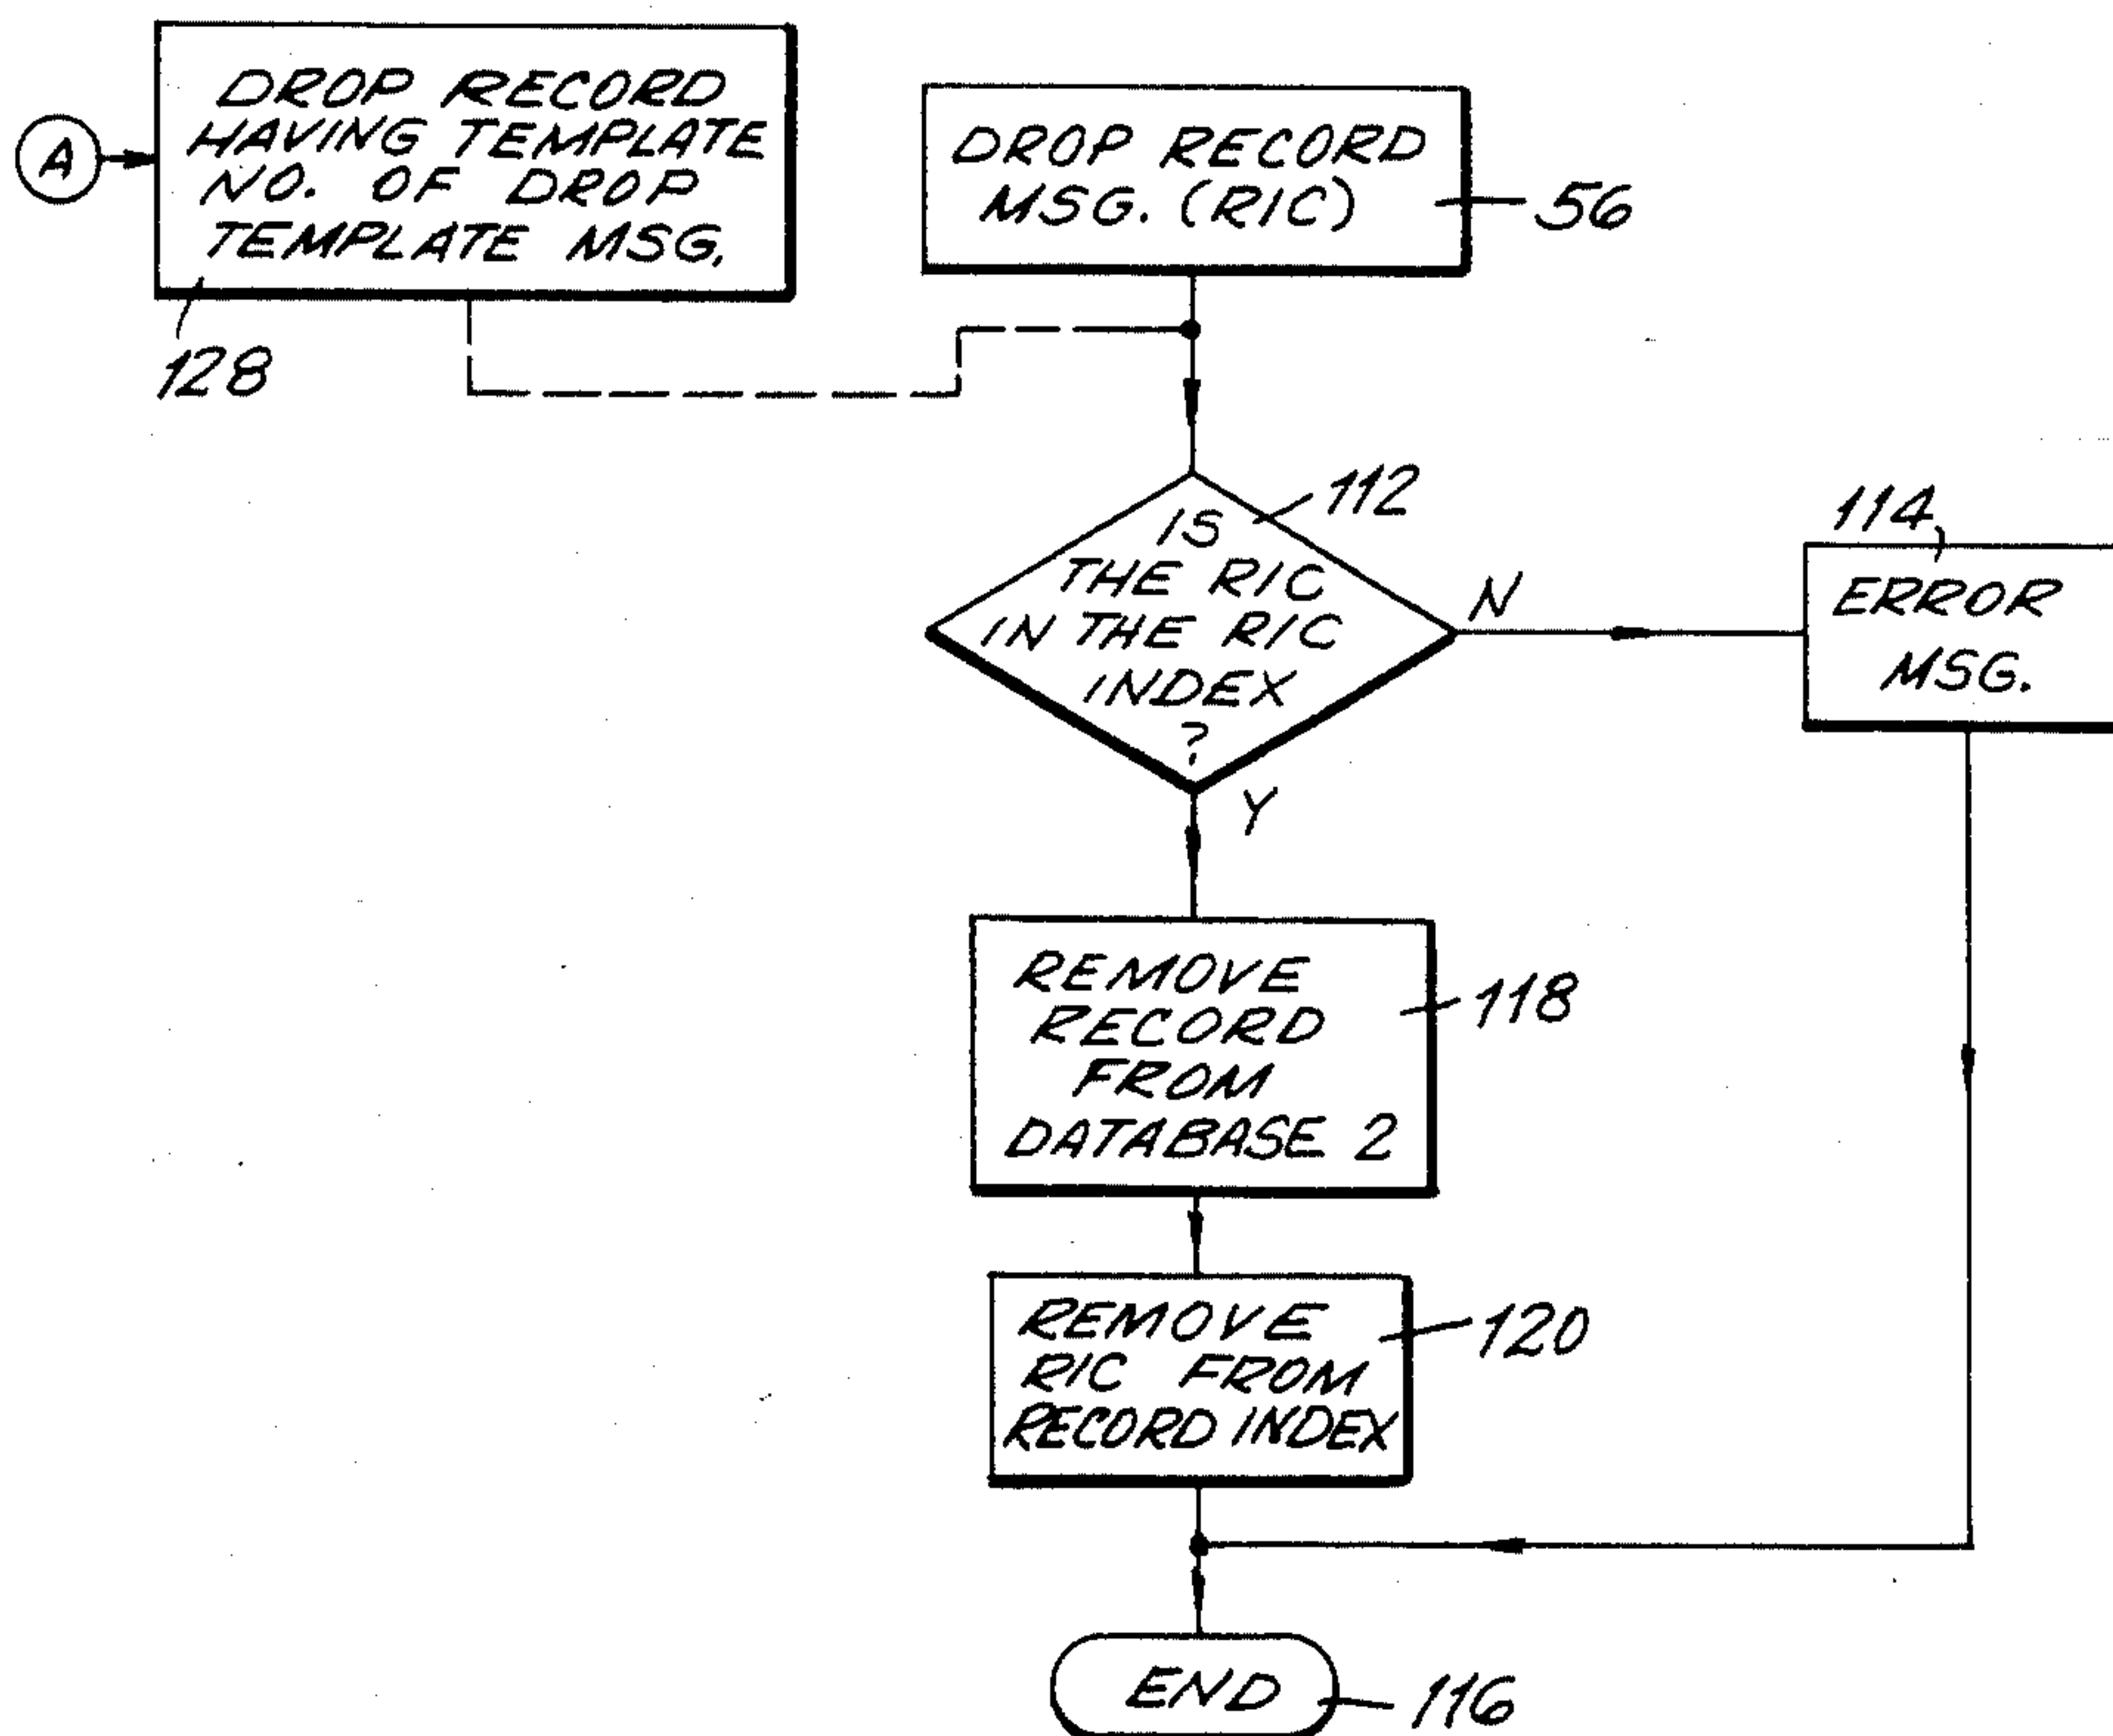 A
DROP RECORD
HAVING TEMPLATE
NO. OF DROP
TEMPLATE MSG.
128
DROP RECORD
MSG. (RIC)
56
IS
THE RIC
IN THE RIC
INDEX
?
112
N
114
ERROR
MSG.
Y
REMOVE
RECORD
FROM
DATABASE 2
118
REMOVE
RIC FROM
RECORD INDEX
120
END
116